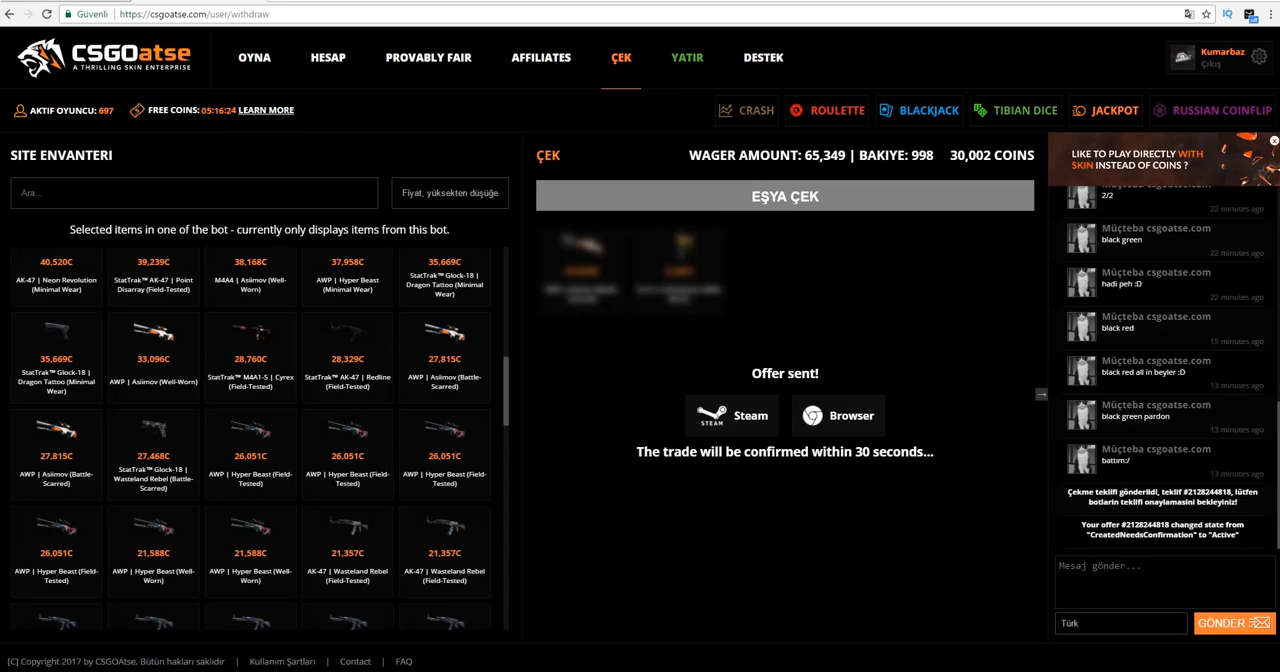 Güvenli
https://csgoatse.com/user/withdraw
CSGOatse
A THRILLING SKIN ENTERPRISE
OYNA
HESAP
PROVABLY FAIR
AFFILIATES
ÇEK
YATIR
DESTEK
Kumarbaz
Çıkış
AKTIF OYUNCU: 697
FREE COINS: 05:16:24 LEARN MORE
CRASH
ROULETTE
BLACKJACK
TIBIAN DICE
JACKPOT
RUSSIAN COINFLIP
SITE ENVANTERI
Ara...
Fiyat, yüksekten düşüğe
Selected items in one of the bot - currently only displays items from this bot.
40,520C
AK-47 | Neon Revolution
(Minimal Wear)
39,239C
StatTrak™ AK-47 | Point
Disarray (Field-Tested)
38,168C
M4A4 | Asiimov (Well-
Worn)
37,958C
AWP | Hyper Beast
(Minimal Wear)
35,669C
StatTrak™ Glock-18 |
Dragon Tattoo (Minimal
Wear)
35,669C
StatTrak™ Glock-18 |
Dragon Tattoo (Minimal
Wear)
33,096C
AWP | Asiimov (Well-Worn)
28,760C
StatTrak™ M4A1-S | Cyrex
(Field-Tested)
28,329C
StatTrak™ AK-47 | Redline
(Field-Tested)
27,815C
AWP | Asiimov (Battle-
Scarred)
27,815C
AWP | Asiimov (Battle-
Scarred)
27,468C
StatTrak™ Glock-18 |
Wasteland Rebel (Battle-
Scarred)
26,051C
AWP | Hyper Beast (Field-
Tested)
26,051C
AWP | Hyper Beast (Field-
Tested)
26,051C
AWP | Hyper Beast (Field-
Tested)
26,051C
AWP | Hyper Beast (Field-
Tested)
21,588C
AWP | Hyper Beast (Well-
Worn)
21,588C
AWP | Hyper Beast (Well-
Worn)
21,357C
AK-47 | Wasteland Rebel
(Field-Tested)
21,357C
AK-47 | Wasteland Rebel
(Field-Tested)
ÇEK
WAGER AMOUNT: 65,349 | BAKIYE: 998
30,002 COINS
EŞYA ÇEK
Offer sent!
STEAM
Steam
Browser
The trade will be confirmed within 30 seconds...
LIKE TO PLAY DIRECTLY WITH
SKIN INSTEAD OF COINS ?
2/2
22 minutes ago
Müçteba csgoatse.com
black green
22 minutes ago
Müçteba csgoatse.com
hadi peh :D
22 minutes ago
Müçteba csgoatse.com
black red
15 minutes ago
Müçteba csgoatse.com
black red all in beyler :D
13 minutes ago
Müçteba csgoatse.com
black green pardon
13 minutes ago
Müçteba csgoatse.com
battım:/
13 minutes ago
Çekme teklifi gönderildi, teklif #2128244818, lütfen
botlarin teklifi onaylamasini bekleyiniz!
Your offer #2128244818 changed state from
"CreatedNeedsConfirmation" to "Active"
Mesaj gönder...
Türk
GÖNDER
[C] Copyright 2017 by CSGOAtse. Bütün hakları saklıdır | Kullanım Şartları | Contact | FAQ